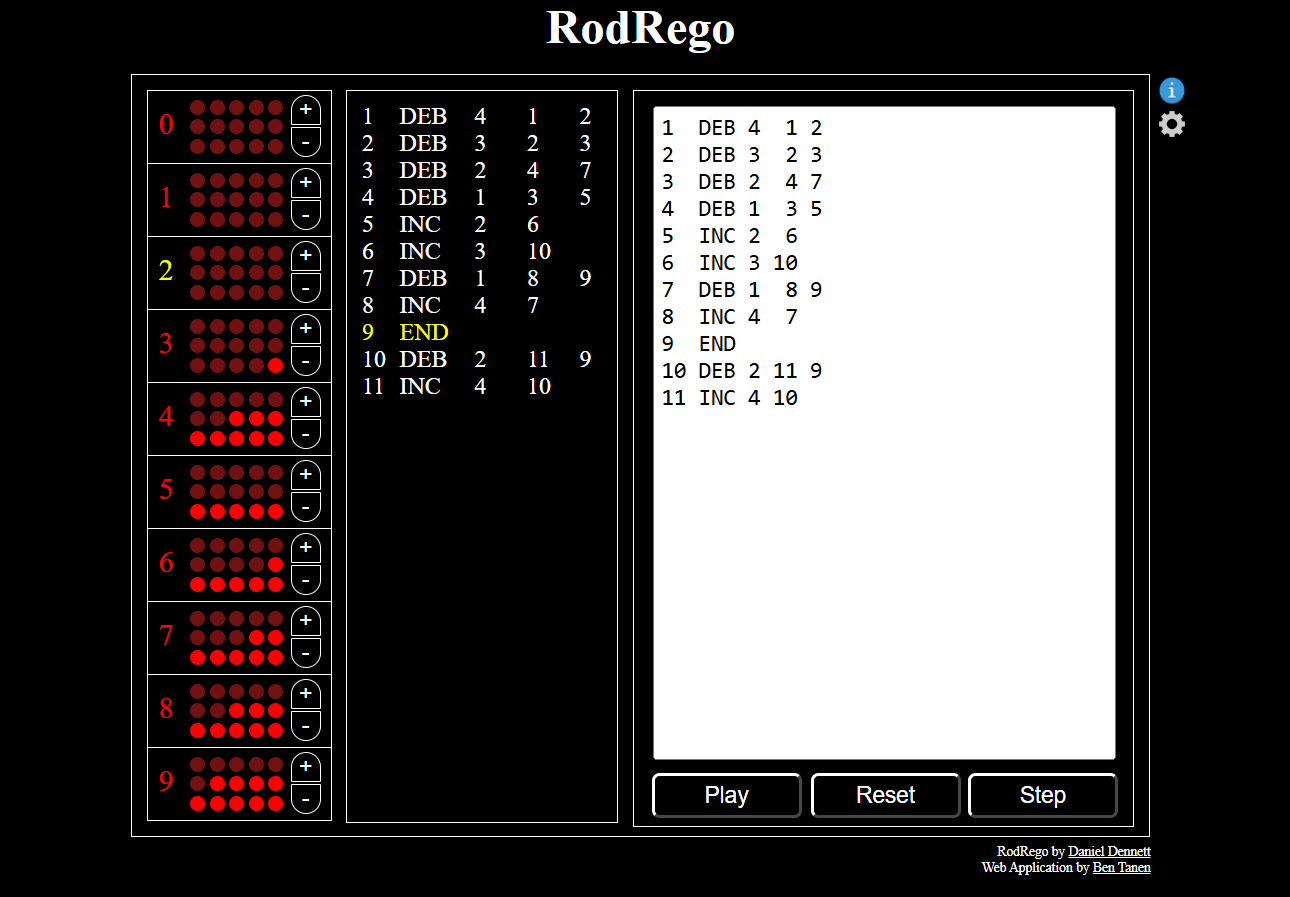 RodRego
0 + -
1 + -
2 + -
3 + -
4 + -
5 + -
6 + -
7 + -
8 + -
9 + -
1 DEB 4 1 2
2 DEB 3 2 3
3 DEB 2 4 7
4 DEB 1 3 5
5 INC 2 6
6 INC 3 10
7 DEB 1 8 9
8 INC 4 7
9 END
10 DEB 2 11 9
11 INC 4 10
1 DEB 4 1 2
2 DEB 3 2 3
3 DEB 2 4 7
4 DEB 1 3 5
5 INC 2 6
6 INC 3 10
7 DEB 1 8 9
8 INC 4 7
9 END
10 DEB 2 11 9
11 INC 4 10
Play Reset Step
i
RodRego by Daniel Dennett
Web Application by Ben Tanen